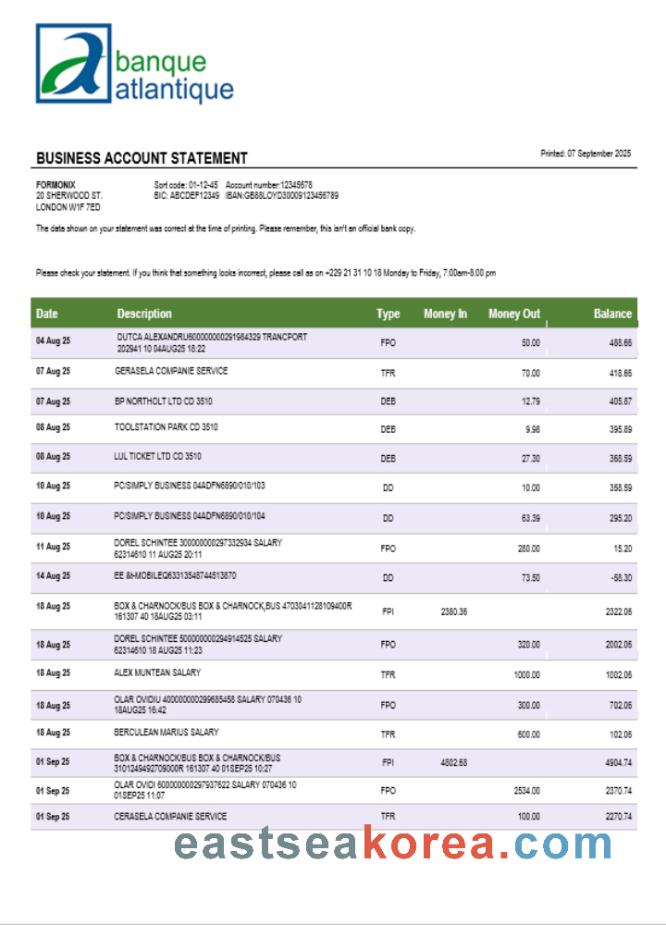 banque
atlantique
BUSINESS ACCOUNT STATEMENT
Printed: 07 September 2025
FORMONIX Sort code: 01-12-45 Account number:12345678
20 SHERWOOD ST. BIC: ABCDEF12349 IBAN:GB88LOYD30009123456789
LONDON W1F 7ED
The data shown on your statement was correct at the time of printing. Please remember, this isn't an official bank copy.
Please check your statement. If you think that something looks incorrect, please call as on +229 21 31 10 18 Monday to Friday, 7:00am-8:00 pm
Date Description Type Money In Money Out Balance
04 Aug 25 DUTCA ALEXANDRU600000000291984329 TRANCPORT FPO 50.00 488.66
202941 10 04AUG25 18:22
07 Aug 25 GERASELA COMPANIE SERVICE TFR 70.00 418.66
07 Aug 25 BP NORTHOLT LTD CD 3510 DEB 12.79 405.87
08 Aug 25 TOOLSTATION PARK CD 3510 DEB 9.98 395.89
08 Aug 25 LUL TICKET LTD CD 3510 DEB 27.30 368.59
10 Aug 25 PC/SIMPLY BUSINESS 04ADFN6890/010/103 DD 10.00 358.59
10 Aug 25 PC/SIMPLY BUSINESS 04ADFN6890/010/104 DD 63.39 295.20
11 Aug 25 DOREL SCHINTEE 300000000297332934 SALARY FPO 280.00 15.20
62314610 11 AUG25 20:11
14 Aug 25 EE &MOBILEQ63313548744513870 DD 73.50 -58.30
18 Aug 25 BOX & CHARNOCK/BUS BOX & CHARNOCK,BUS 4703041128109400R FPI 2380.36 2322.06
161307 40 18AUG25 03:11
18 Aug 25 DOREL SCHINTEE 500000000294914525 SALARY FPO 320.00 2002.06
62314610 18 AUG25 11:23
18 Aug 25 ALEX MUNTEAN SALARY TFR 1000.00 1002.06
18 Aug 25 OLAR OVIDIU 400000000299685458 SALARY 070436 10 FPO 300.00 702.06
18AUG25 16:42
18 Aug 25 BERCULEAN MARIUS SALARY TFR 600.00 102.06
01 Sep 25 BOX & CHARNOCK/BUS BOX & CHARNOCK/BUS FPI 4802.68 4904.74
3101249492709000R 161307 40 01SEP25 10:27
01 Sep 25 OLAR OVIDI 600000000297937622 SALARY 070436 10 FPO 2534.00 2370.74
01SEP25 11:07
01 Sep 25 CERASELA COMPANIE SERVICE TFR 100.00 2270.74
eastseakorea.com